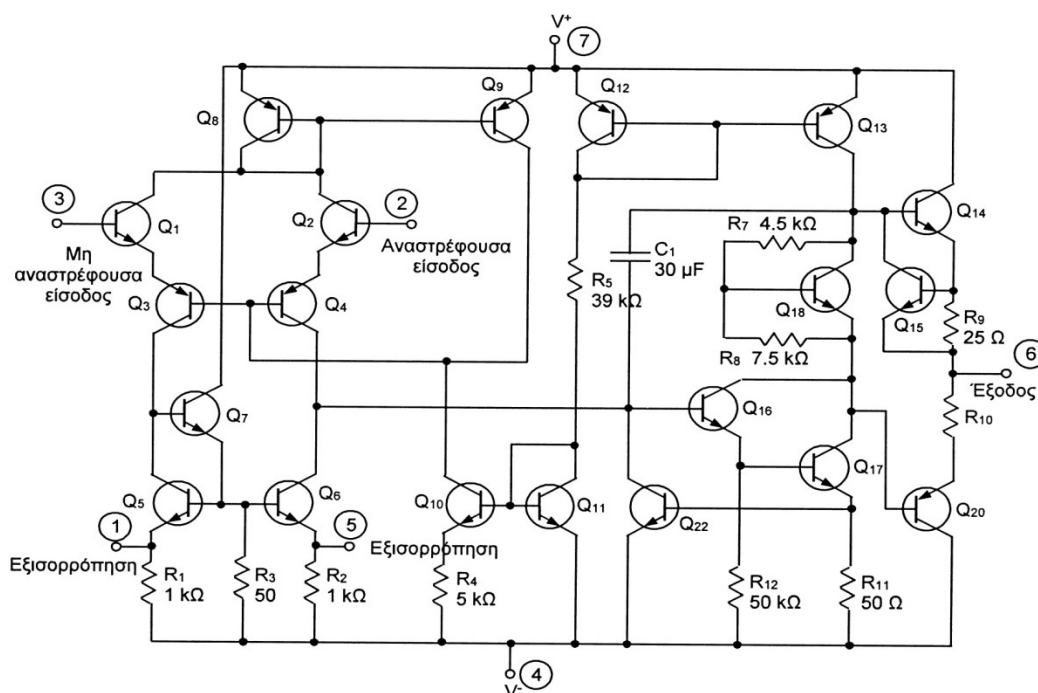 V+
7
Q8
Q9
Q12
Q13
3
Q1
Q2
2
Μη
αναστρέφουσα
είσοδος
Αναστρέφουσα
είσοδος
Q14
R7 4.5 kΩ
C1
30 μF
Q3
Q4
R5
39 kΩ
Q18
Q15
R9
25 Ω
R8 7.5 kΩ
6
Έξοδος
Q7
Q16
R10
Q17
Q5
Q6
Q10
Q11
Q22
Q20
1
5
Εξισορρόπηση
Εξισορρόπηση
R1
1 kΩ
R3
50
R2
1 kΩ
R4
5 kΩ
R12
50 kΩ
R11
50 Ω
4
V-